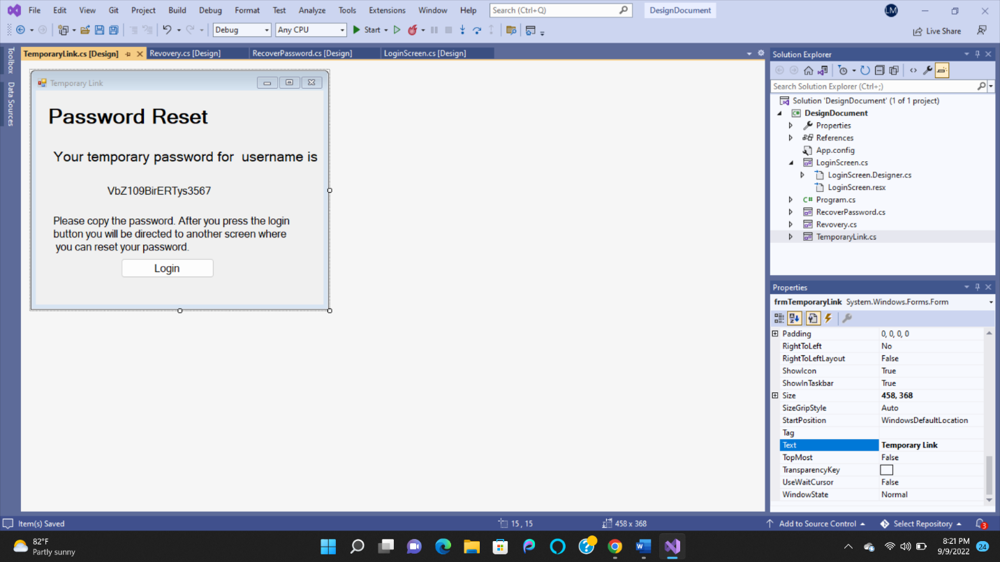 File Edit View Git Project Build Debug Format Test Analyze Tools Extensions Window Help Search (Ctrl+Q) DesignDocument LM
Debug Any CPU Start Live Share
Toolbox
Data Sources
TemporaryLink.cs [Design] Revovery.cs [Design] RecoverPassword.cs [Design] LoginScreen.cs [Design]
Temporary Link
Password Reset
Your temporary password for username is
VbZ109BirERTys3567
Please copy the password. After you press the login
button you will be directed to another screen where
you can reset your password.
Login
Solution Explorer
Search Solution Explorer (Ctrl+;)
Solution 'DesignDocument' (1 of 1 project)
C# DesignDocument
Properties
References
App.config
LoginScreen.cs
LoginScreen.Designer.cs
LoginScreen.resx
C# Program.cs
RecoverPassword.cs
Revovery.cs
TemporaryLink.cs
Properties
frmTemporaryLink System.Windows.Forms.Form
Padding 0, 0, 0, 0
RightToLeft No
RightToLeftLayout False
ShowIcon True
ShowInTaskbar True
Size 458, 368
SizeGripStyle Auto
StartPosition WindowsDefaultLocation
Tag
Text Temporary Link
TopMost False
TransparencyKey
UseWaitCursor False
WindowState Normal
Item(s) Saved 15, 15 458 x 368 Add to Source Control Select Repository 3
82°F
Partly sunny
8:21 PM
9/9/2022 24